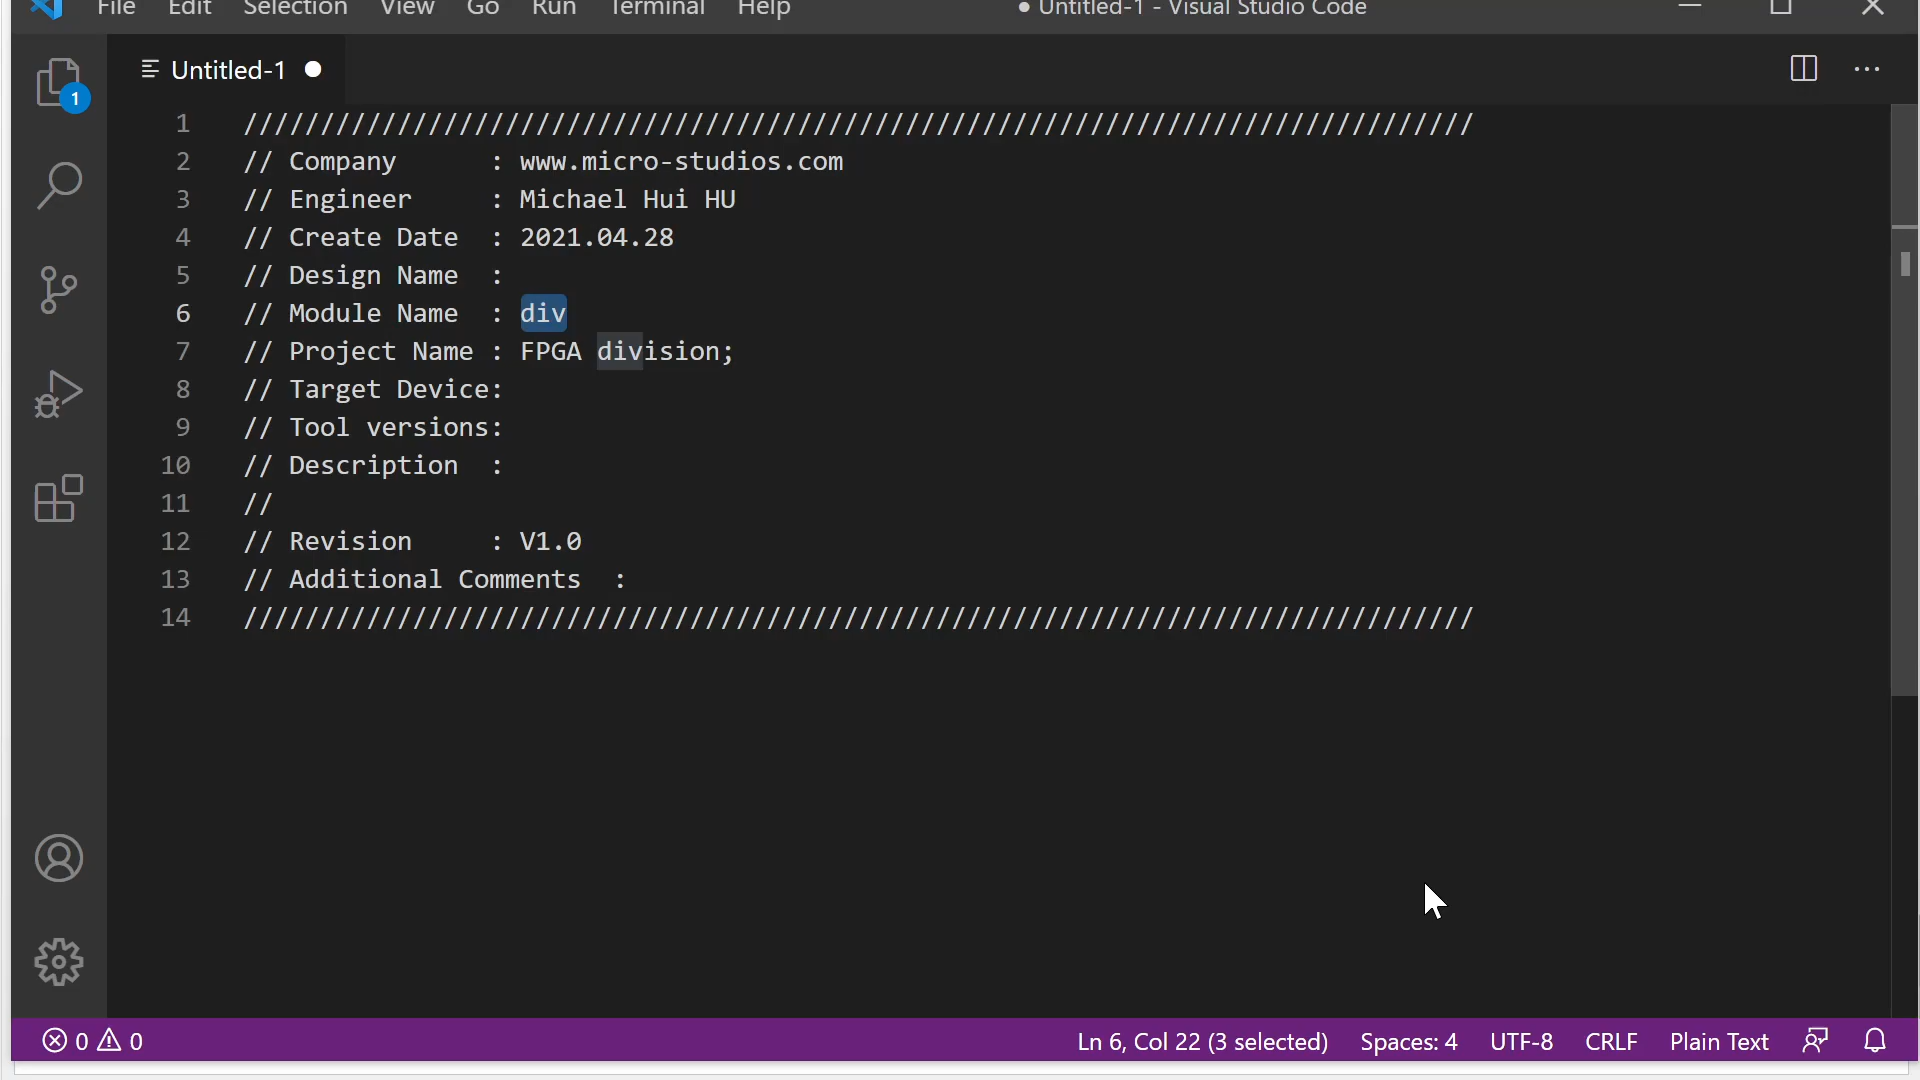 File Edit Selection View Go Run Terminal Help ● Untitled-1 - Visual Studio Code
Untitled-1 ●
1
1 ////////////////////////////////////////////////////////////////////////////////
2 // Company      : www.micro-studios.com
3 // Engineer     : Michael Hui HU
4 // Create Date  : 2021.04.28
5 // Design Name  :
6 // Module Name  : div
7 // Project Name : FPGA division;
8 // Target Device:
9 // Tool versions:
10 // Description  :
11 //
12 // Revision     : V1.0
13 // Additional Comments  :
14 ////////////////////////////////////////////////////////////////////////////////
0 0 Ln 6, Col 22 (3 selected) Spaces: 4 UTF-8 CRLF Plain Text